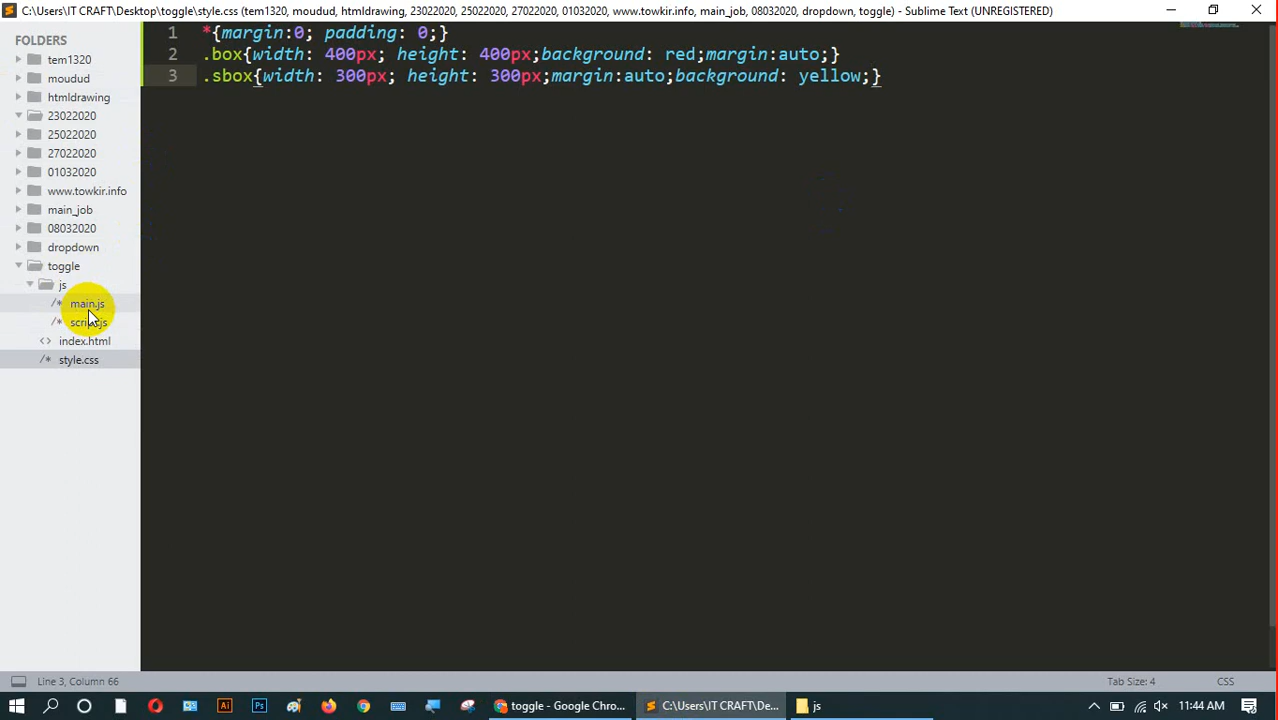 C:\Users\IT CRAFT\Desktop\toggle\style.css (tem1320, moudud, htmldrawing, 23022020, 25022020, 27022020, 01032020, www.towkir.info, main_job, 08032020, dropdown, toggle) - Sublime Text (UNREGISTERED)
FOLDERS
tem1320
moudud
htmldrawing
23022020
25022020
27022020
01032020
www.towkir.info
main_job
08032020
dropdown
toggle
js
/* main.js
/* script.js
<> index.html
/* style.css
1 *{margin:0; padding: 0;}
2 .box{width: 400px; height: 400px;background: red;margin:auto;}
3 .sbox{width: 300px; height: 300px;margin:auto;background: yellow;}
Line 3, Column 66
Tab Size: 4
CSS
toggle - Google Chro...
C:\Users\IT CRAFT\De...
js
11:44 AM